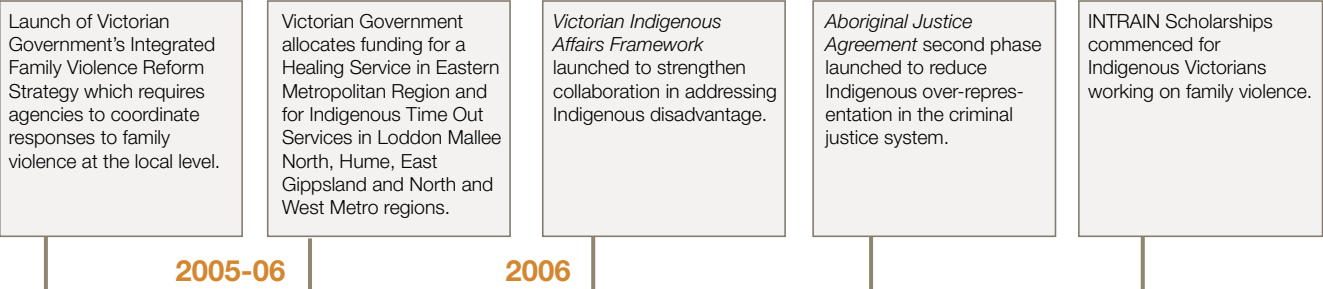 Launch of Victorian
Government’s Integrated
Family Violence Reform
Strategy which requires
agencies to coordinate
responses to family
violence at the local level.
Victorian Government
allocates funding for a
Healing Service in Eastern
Metropolitan Region and
for Indigenous Time Out
Services in Loddon Mallee
North, Hume, East
Gippsland and North and
West Metro regions.
Victorian Indigenous
Affairs Framework
launched to strengthen
collaboration in addressing
Indigenous disadvantage.
Aboriginal Justice
Agreement second phase
launched to reduce
Indigenous over-repres-
entation in the criminal
justice system.
INTRAIN Scholarships
commenced for
Indigenous Victorians
working on family violence.
2005-06
2006